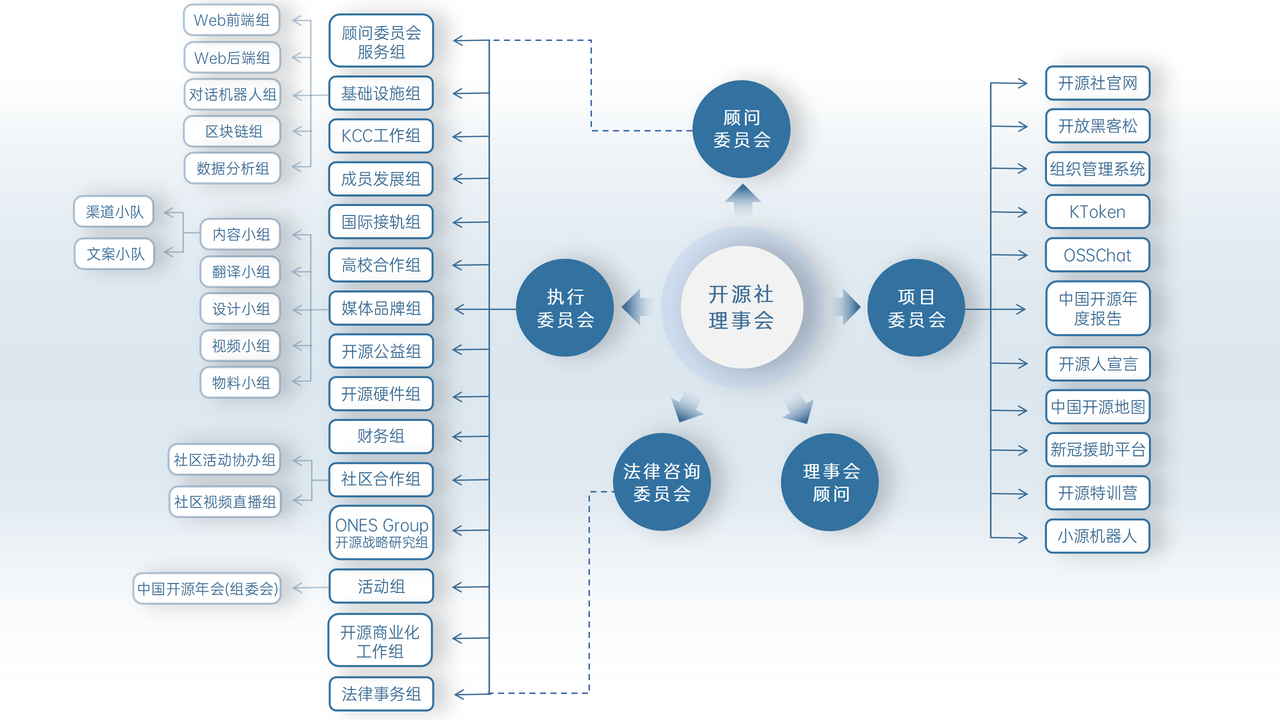 Web前端组
Web后端组
对话机器人组
区块链组
数据分析组
渠道小队
文案小队
内容小组
翻译小组
设计小组
视频小组
物料小组
社区活动协办组
社区视频直播组
中国开源年会(组委会)
顾问委员会
服务组
基础设施组
KCC工作组
成员发展组
国际接轨组
高校合作组
媒体品牌组
开源公益组
开源硬件组
财务组
社区合作组
ONES Group
开源战略研究组
活动组
开源商业化
工作组
法律事务组
执行
委员会
顾问
委员会
开源社
理事会
项目
委员会
法律咨询
委员会
理事会
顾问
开源社官网
开放黑客松
组织管理系统
KToken
OSSChat
中国开源年
度报告
开源人宣言
中国开源地图
新冠援助平台
开源特训营
小源机器人